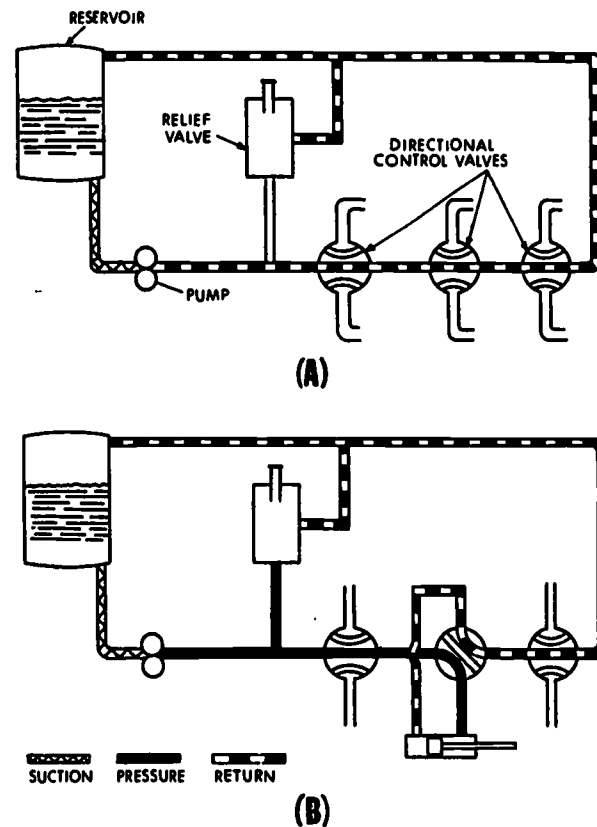 RESERVOIR
RELIEF
VALVE
DIRECTIONAL
CONTROL VALVES
PUMP
(A)
SUCTION
PRESSURE
RETURN
(B)